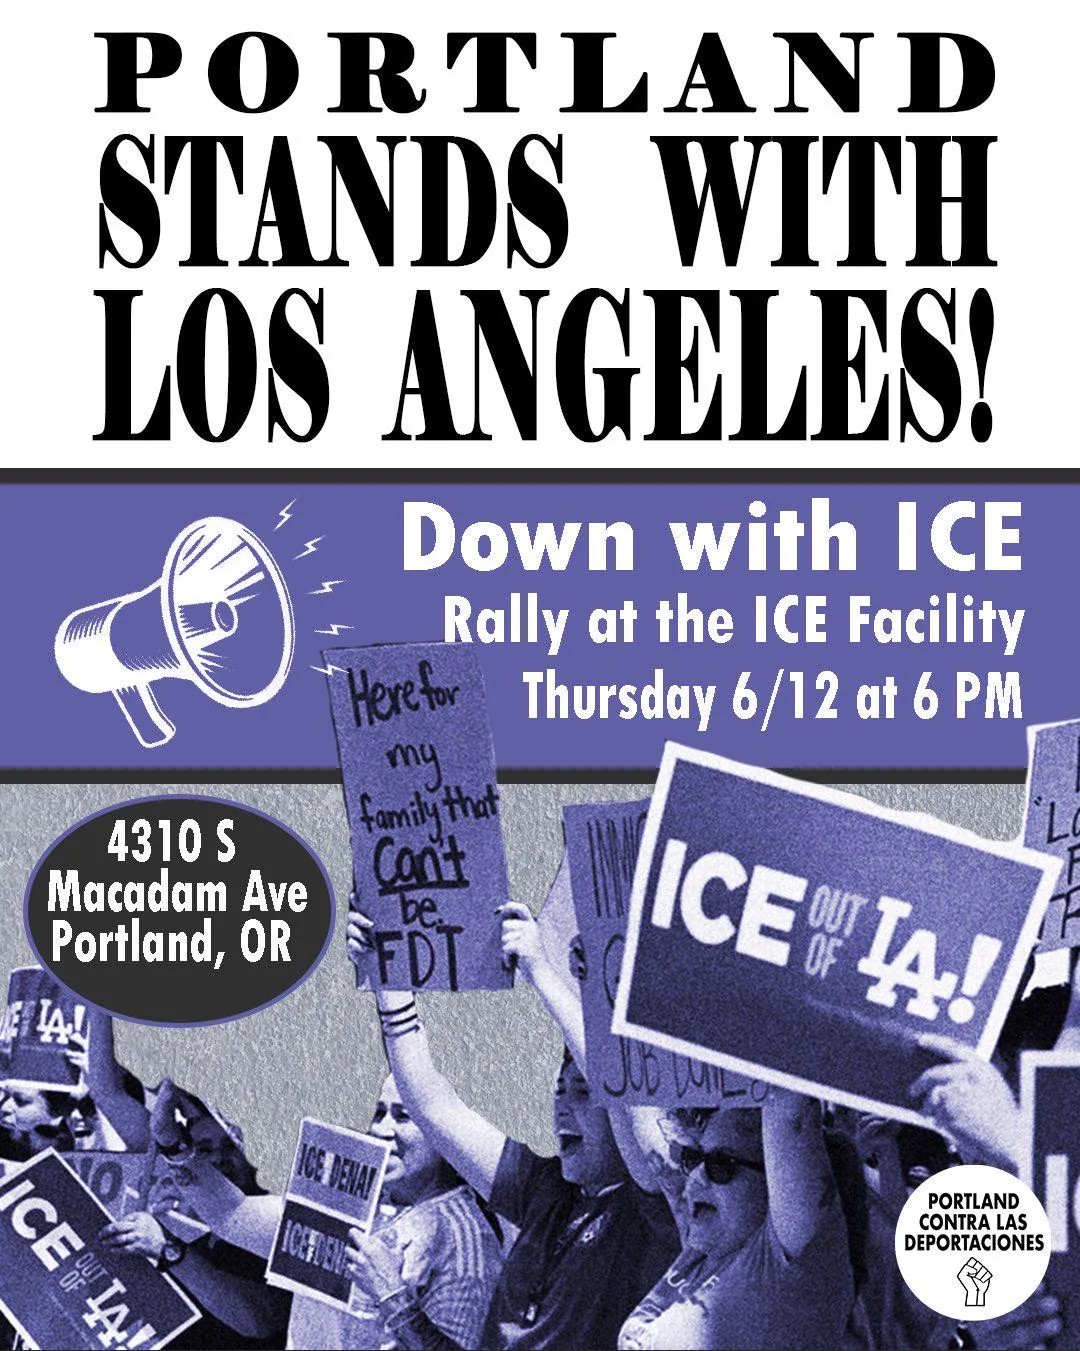 PORTLAND
STANDS WITH
LOS ANGELES!
Down with ICE
Rally at the ICE Facility
Thursday 6/12 at 6 PM
4310 S
Macadam Ave
Portland, OR
Here for
my
family that
Can't
be.
FDT
ICE OUT OF LA!
LA!
ICE OUT OF LA!
NO
PORTLAND
CONTRA LAS
DEPORTACIONES